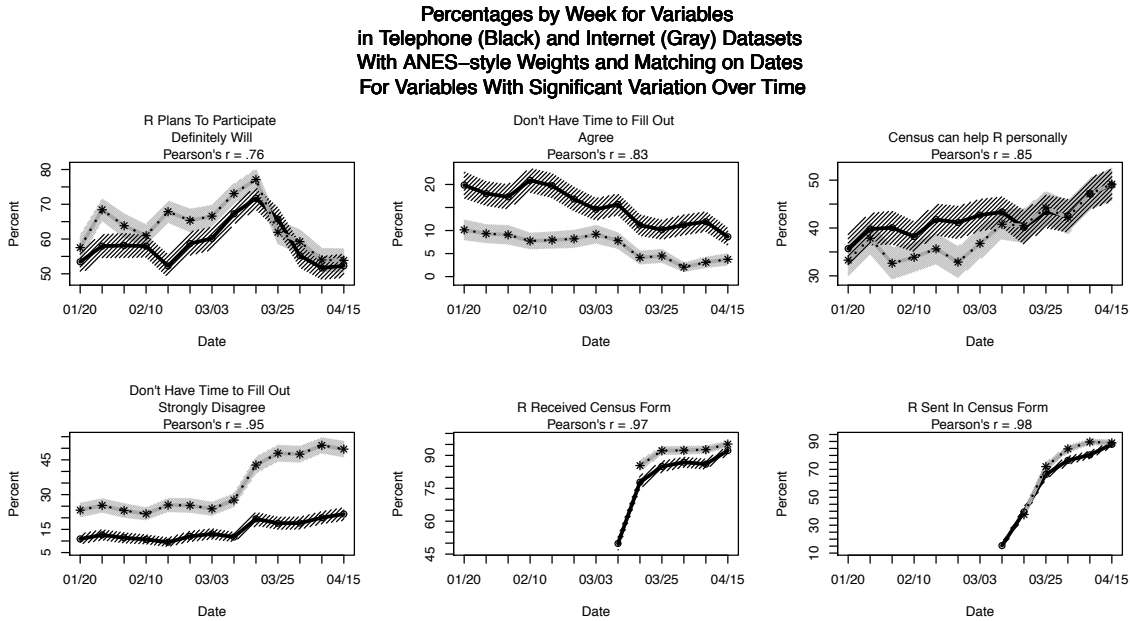 Percentages by Week for Variables
in Telephone (Black) and Internet (Gray) Datasets
With ANES−style Weights and Matching on Dates
For Variables With Significant Variation Over Time
R Plans To Participate
Definitely Will
Pearson's r = .76
Percent
80
70
60
50
01/20 02/10 03/03 03/25 04/15
Date
Don't Have Time to Fill Out
Agree
Pearson's r = .83
Percent
20
15
10
5
0
01/20 02/10 03/03 03/25 04/15
Date
Census can help R personally
Pearson's r = .85
Percent
50
40
30
01/20 02/10 03/03 03/25 04/15
Date
Don't Have Time to Fill Out
Strongly Disagree
Pearson's r = .95
Percent
45
30
15
5
01/20 02/10 03/03 03/25 04/15
Date
R Received Census Form
Pearson's r = .97
Percent
90
75
60
45
01/20 02/10 03/03 03/25 04/15
Date
R Sent In Census Form
Pearson's r = .98
Percent
90
70
50
30
10
01/20 02/10 03/03 03/25 04/15
Date